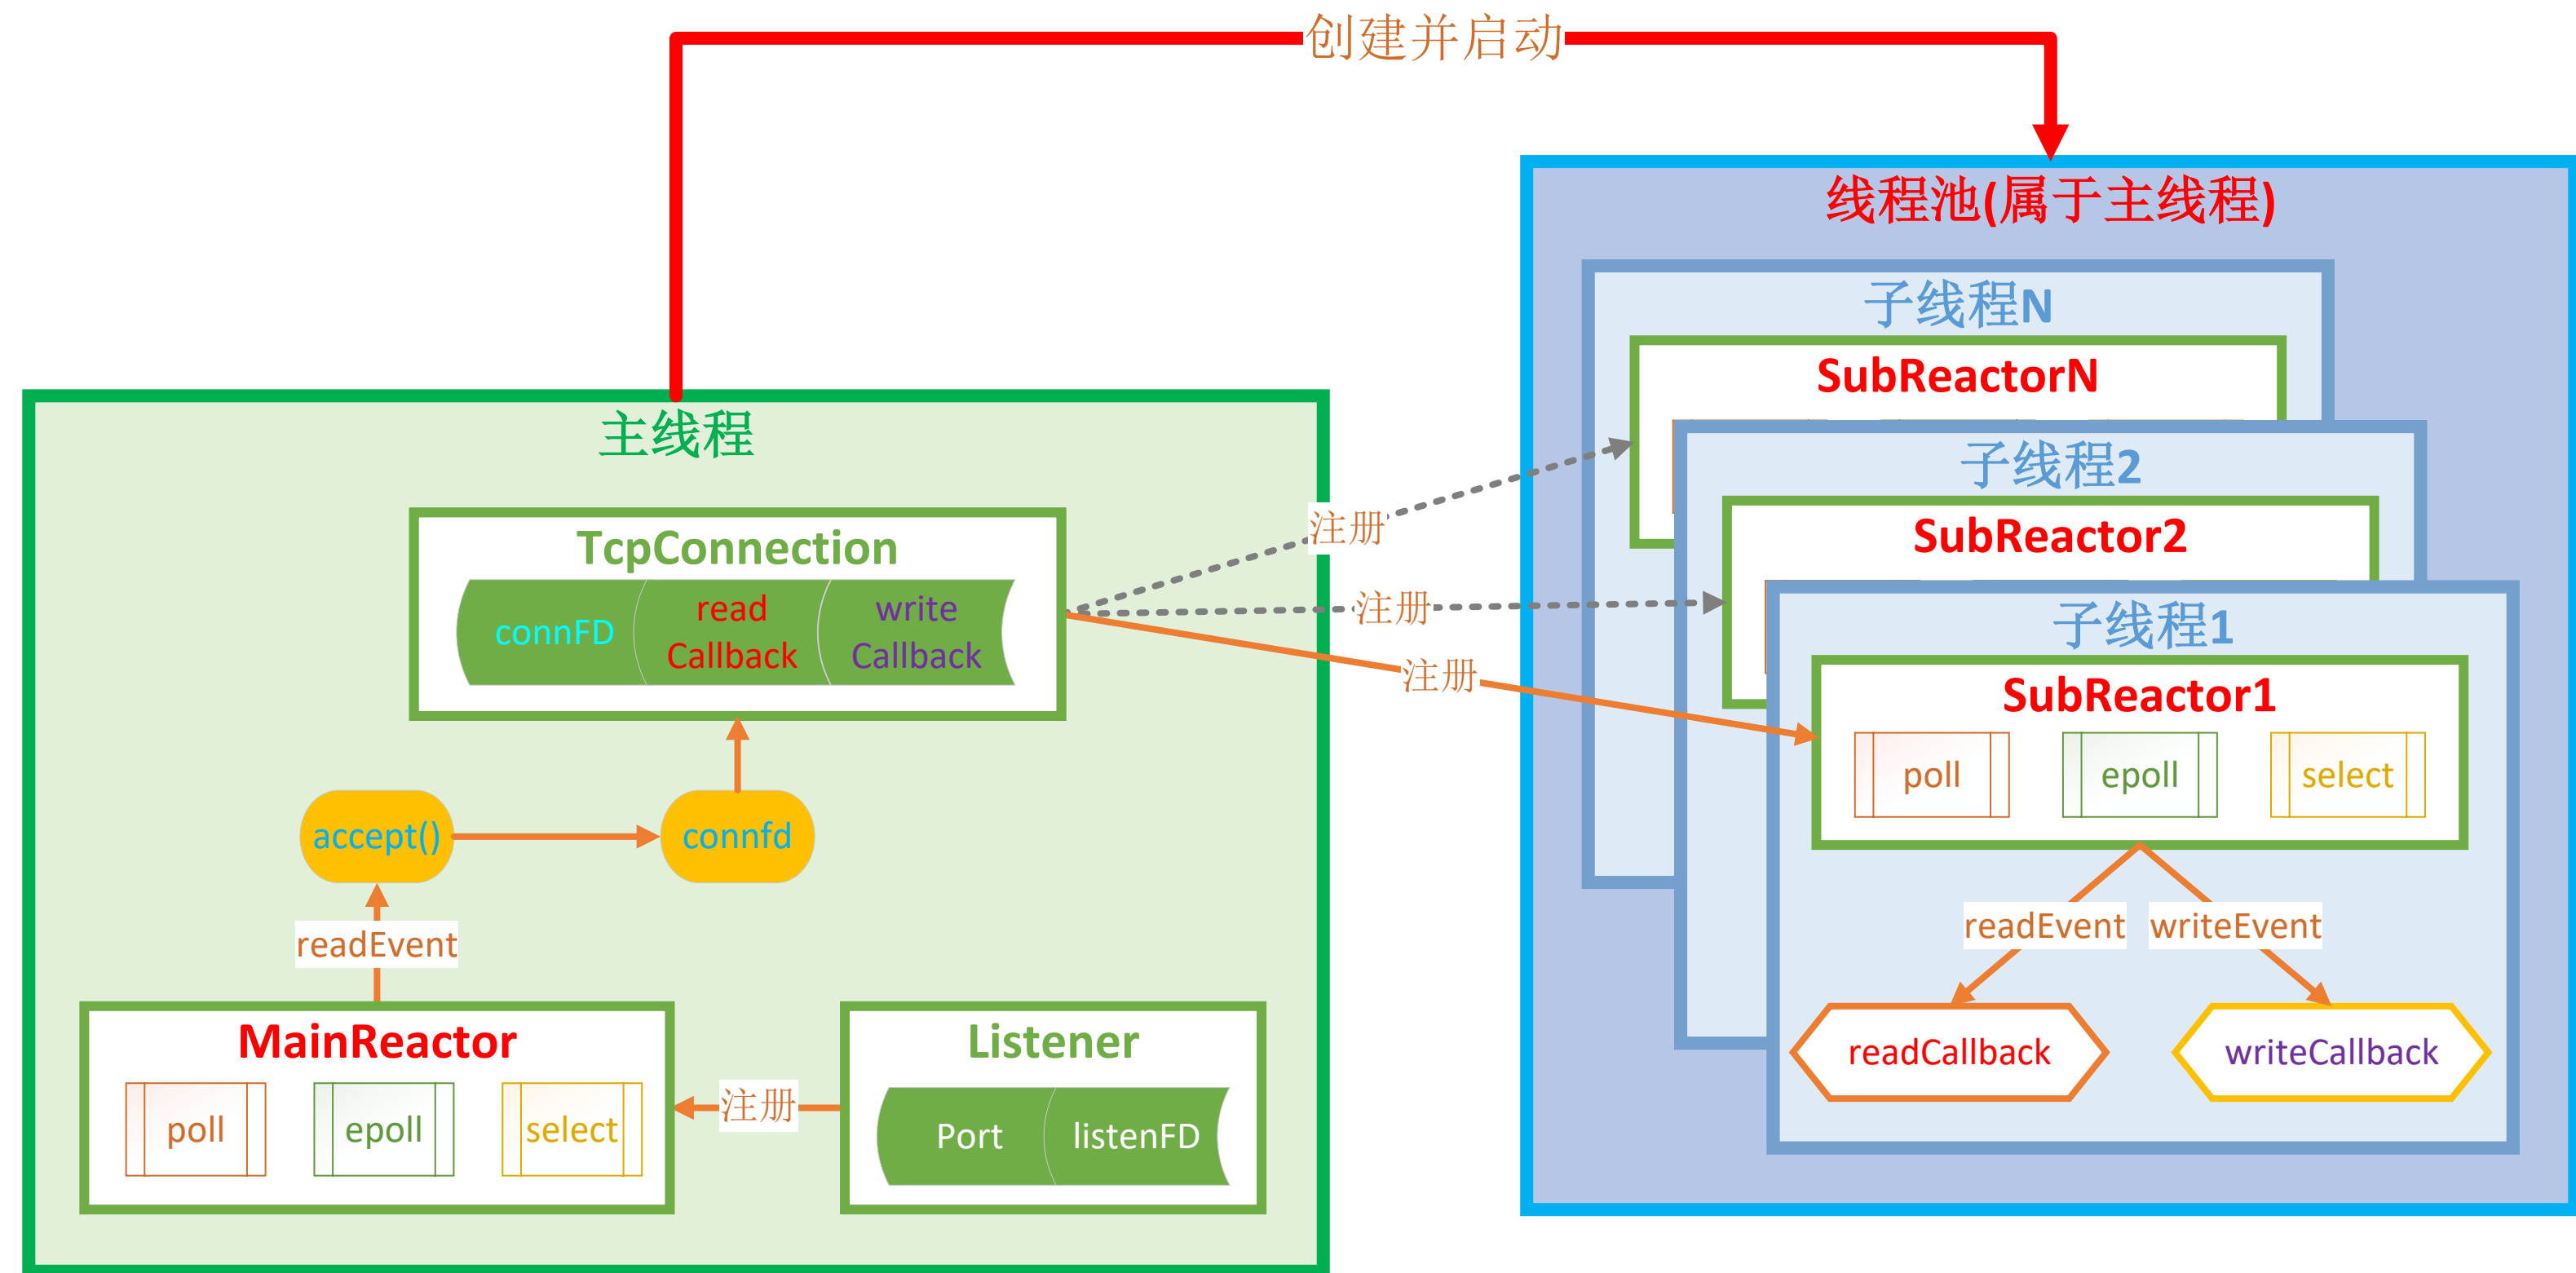 创建并启动
线程池(属于主线程)
子线程N
SubReactorN
子线程2
SubReactor2
子线程1
SubReactor1
poll
epoll
select
readEvent
writeEvent
readCallback
writeCallback
主线程
TcpConnection
connFD
read
Callback
write
Callback
注册
注册
注册
accept()
connfd
readEvent
MainReactor
poll
epoll
select
注册
Listener
Port
listenFD